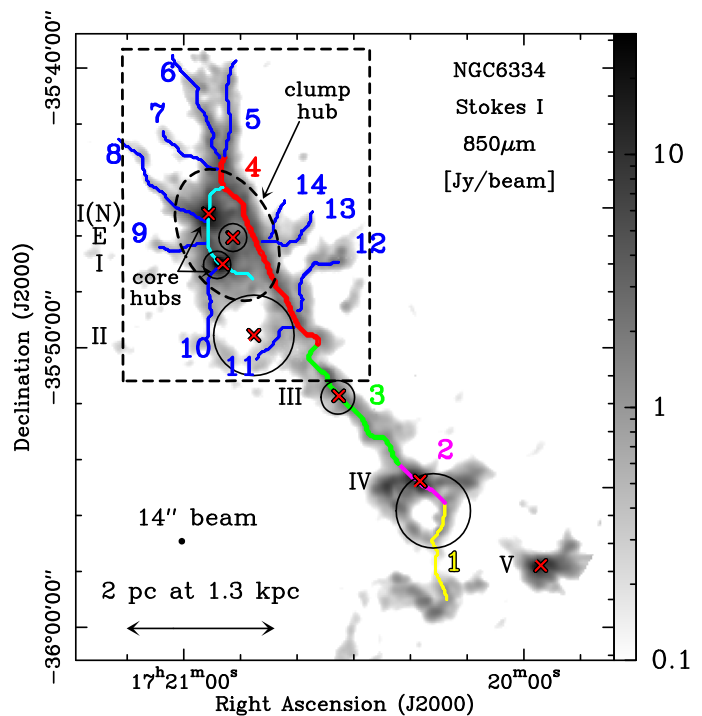 −35°40′00″
−35°50′00″
−36°00′00″
Declination (J2000)
6
5
7
8
4
14
13
12
9
10
11
3
2
1
clump
hub
core
hubs
I(N)
E
I
II
III
IV
V
NGC6334
Stokes I
850μm
[Jy/beam]
14″ beam
2 pc at 1.3 kpc
10
1
0.1
17ʰ21ᵐ00ˢ
20ᵐ00ˢ
Right Ascension (J2000)